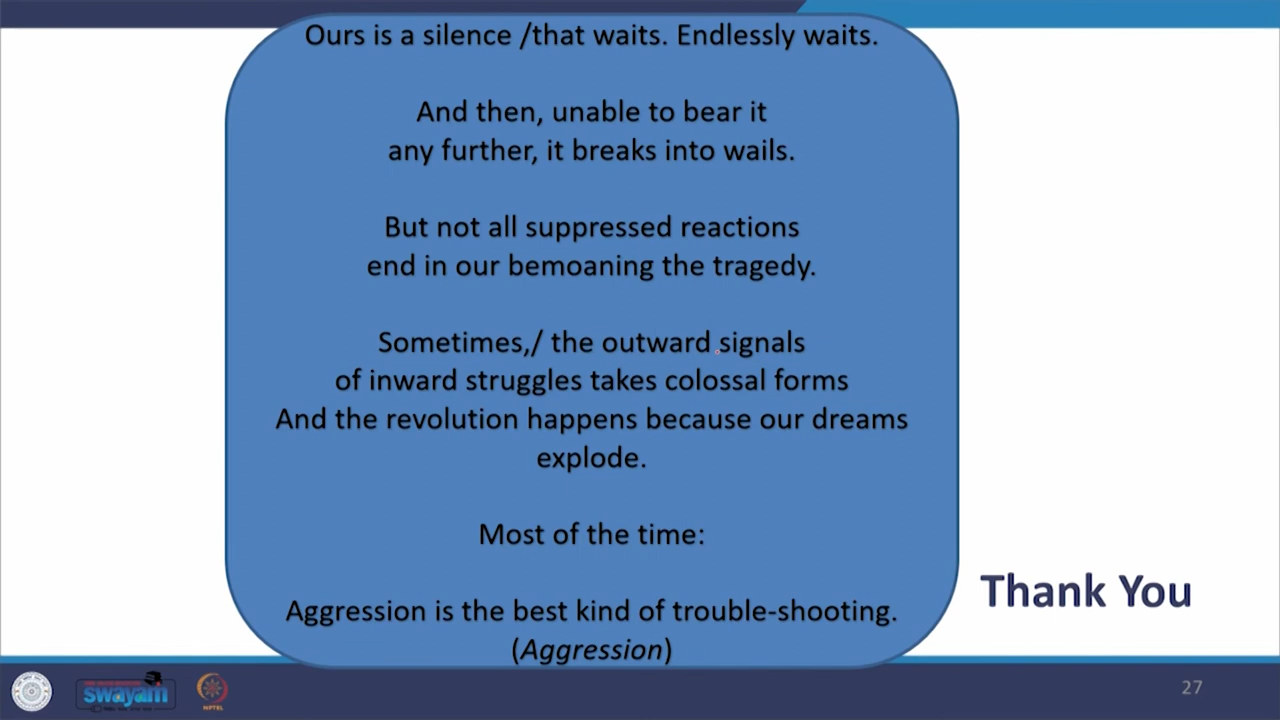 Ours is a silence /that waits. Endlessly waits.
And then, unable to bear it
any further, it breaks into wails.
But not all suppressed reactions
end in our bemoaning the tragedy.
Sometimes,/ the outward signals
of inward struggles takes colossal forms
And the revolution happens because our dreams
explode.
Most of the time:
Aggression is the best kind of trouble-shooting.
(Aggression)
Thank You
swayam
NPTEL
27